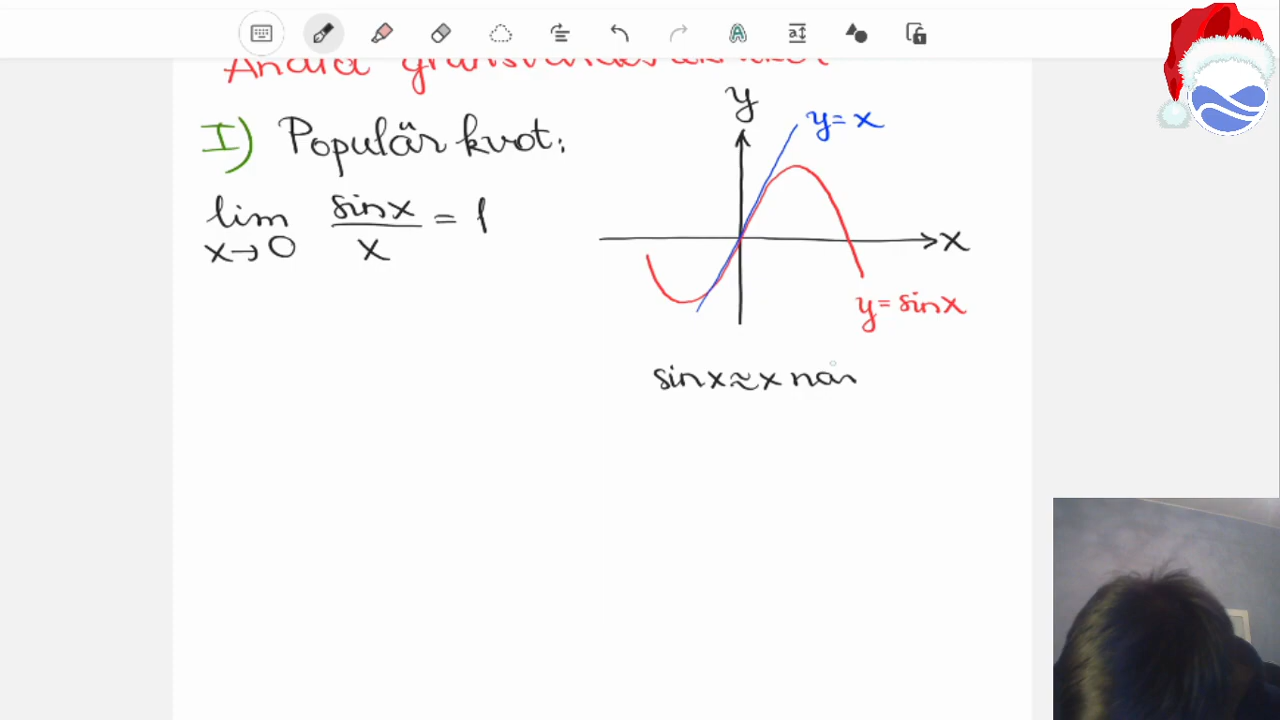 I) Populär kvot:
lim x→0 sinx/x = 1
y
y=x
x
y=sinx
sinx≈x när